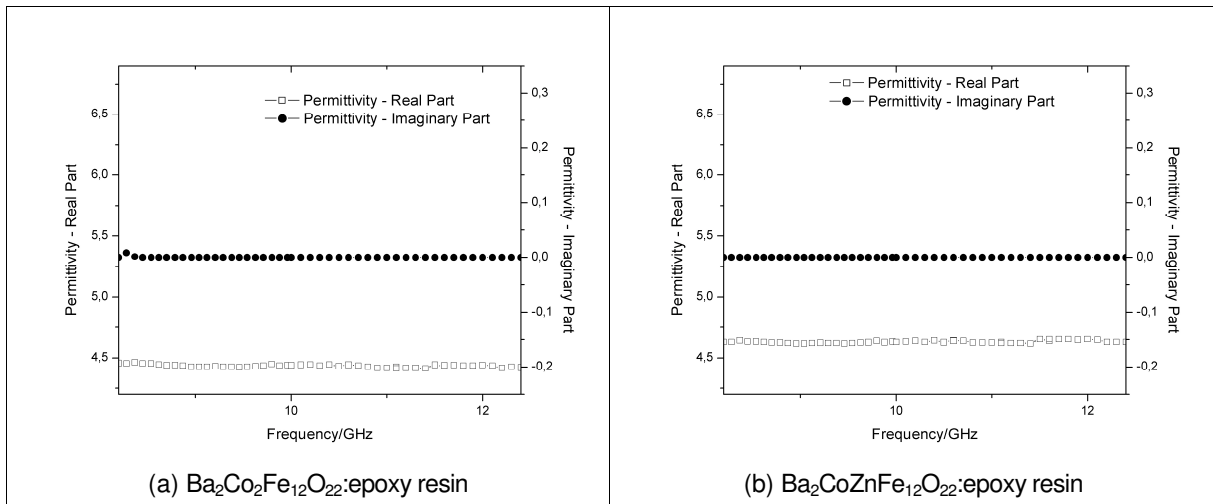 Permittivity - Real Part
Permittivity - Imaginary Part
6,5
6,0
5,5
5,0
4,5
0,3
0,2
0,1
0,0
-0,1
-0,2
Permittivity - Real Part
Permittivity - Imaginary Part
10
12
Frequency/GHz
(a) Ba₂Co₂Fe₁₂O₂₂:epoxy resin
Permittivity - Real Part
Permittivity - Imaginary Part
6,5
6,0
5,5
5,0
4,5
0,3
0,2
0,1
0,0
-0,1
-0,2
Permittivity - Real Part
Permittivity - Imaginary Part
10
12
Frequency/GHz
(b) Ba₂CoZnFe₁₂O₂₂:epoxy resin